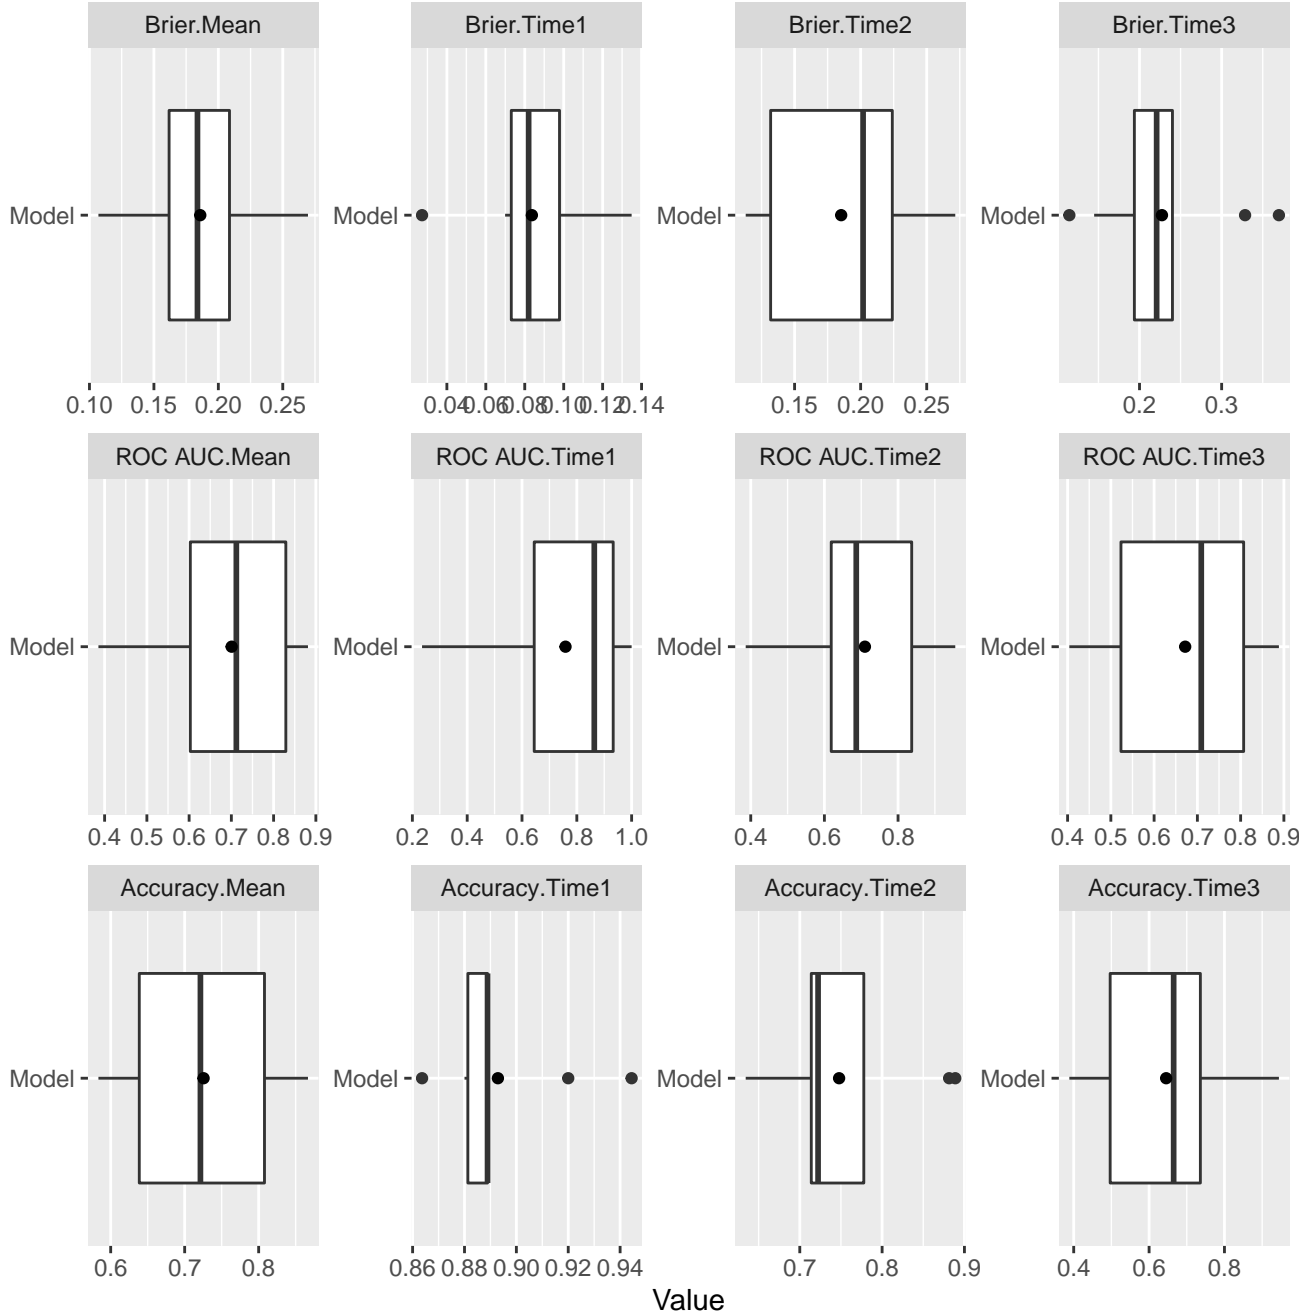 Brier.Mean Brier.Time1 Brier.Time2 Brier.Time3
Model Model Model Model
0.10 0.15 0.20 0.25 0.04 0.06 0.08 0.10 0.12 0.14 0.15 0.20 0.25 0.2 0.3
ROC AUC.Mean ROC AUC.Time1 ROC AUC.Time2 ROC AUC.Time3
Model Model Model Model
0.4 0.5 0.6 0.7 0.8 0.9 0.2 0.4 0.6 0.8 1.0 0.4 0.6 0.8 0.4 0.5 0.6 0.7 0.8 0.9
Accuracy.Mean Accuracy.Time1 Accuracy.Time2 Accuracy.Time3
Model Model Model Model
0.6 0.7 0.8 0.86 0.88 0.90 0.92 0.94 0.7 0.8 0.9 0.4 0.6 0.8
Value